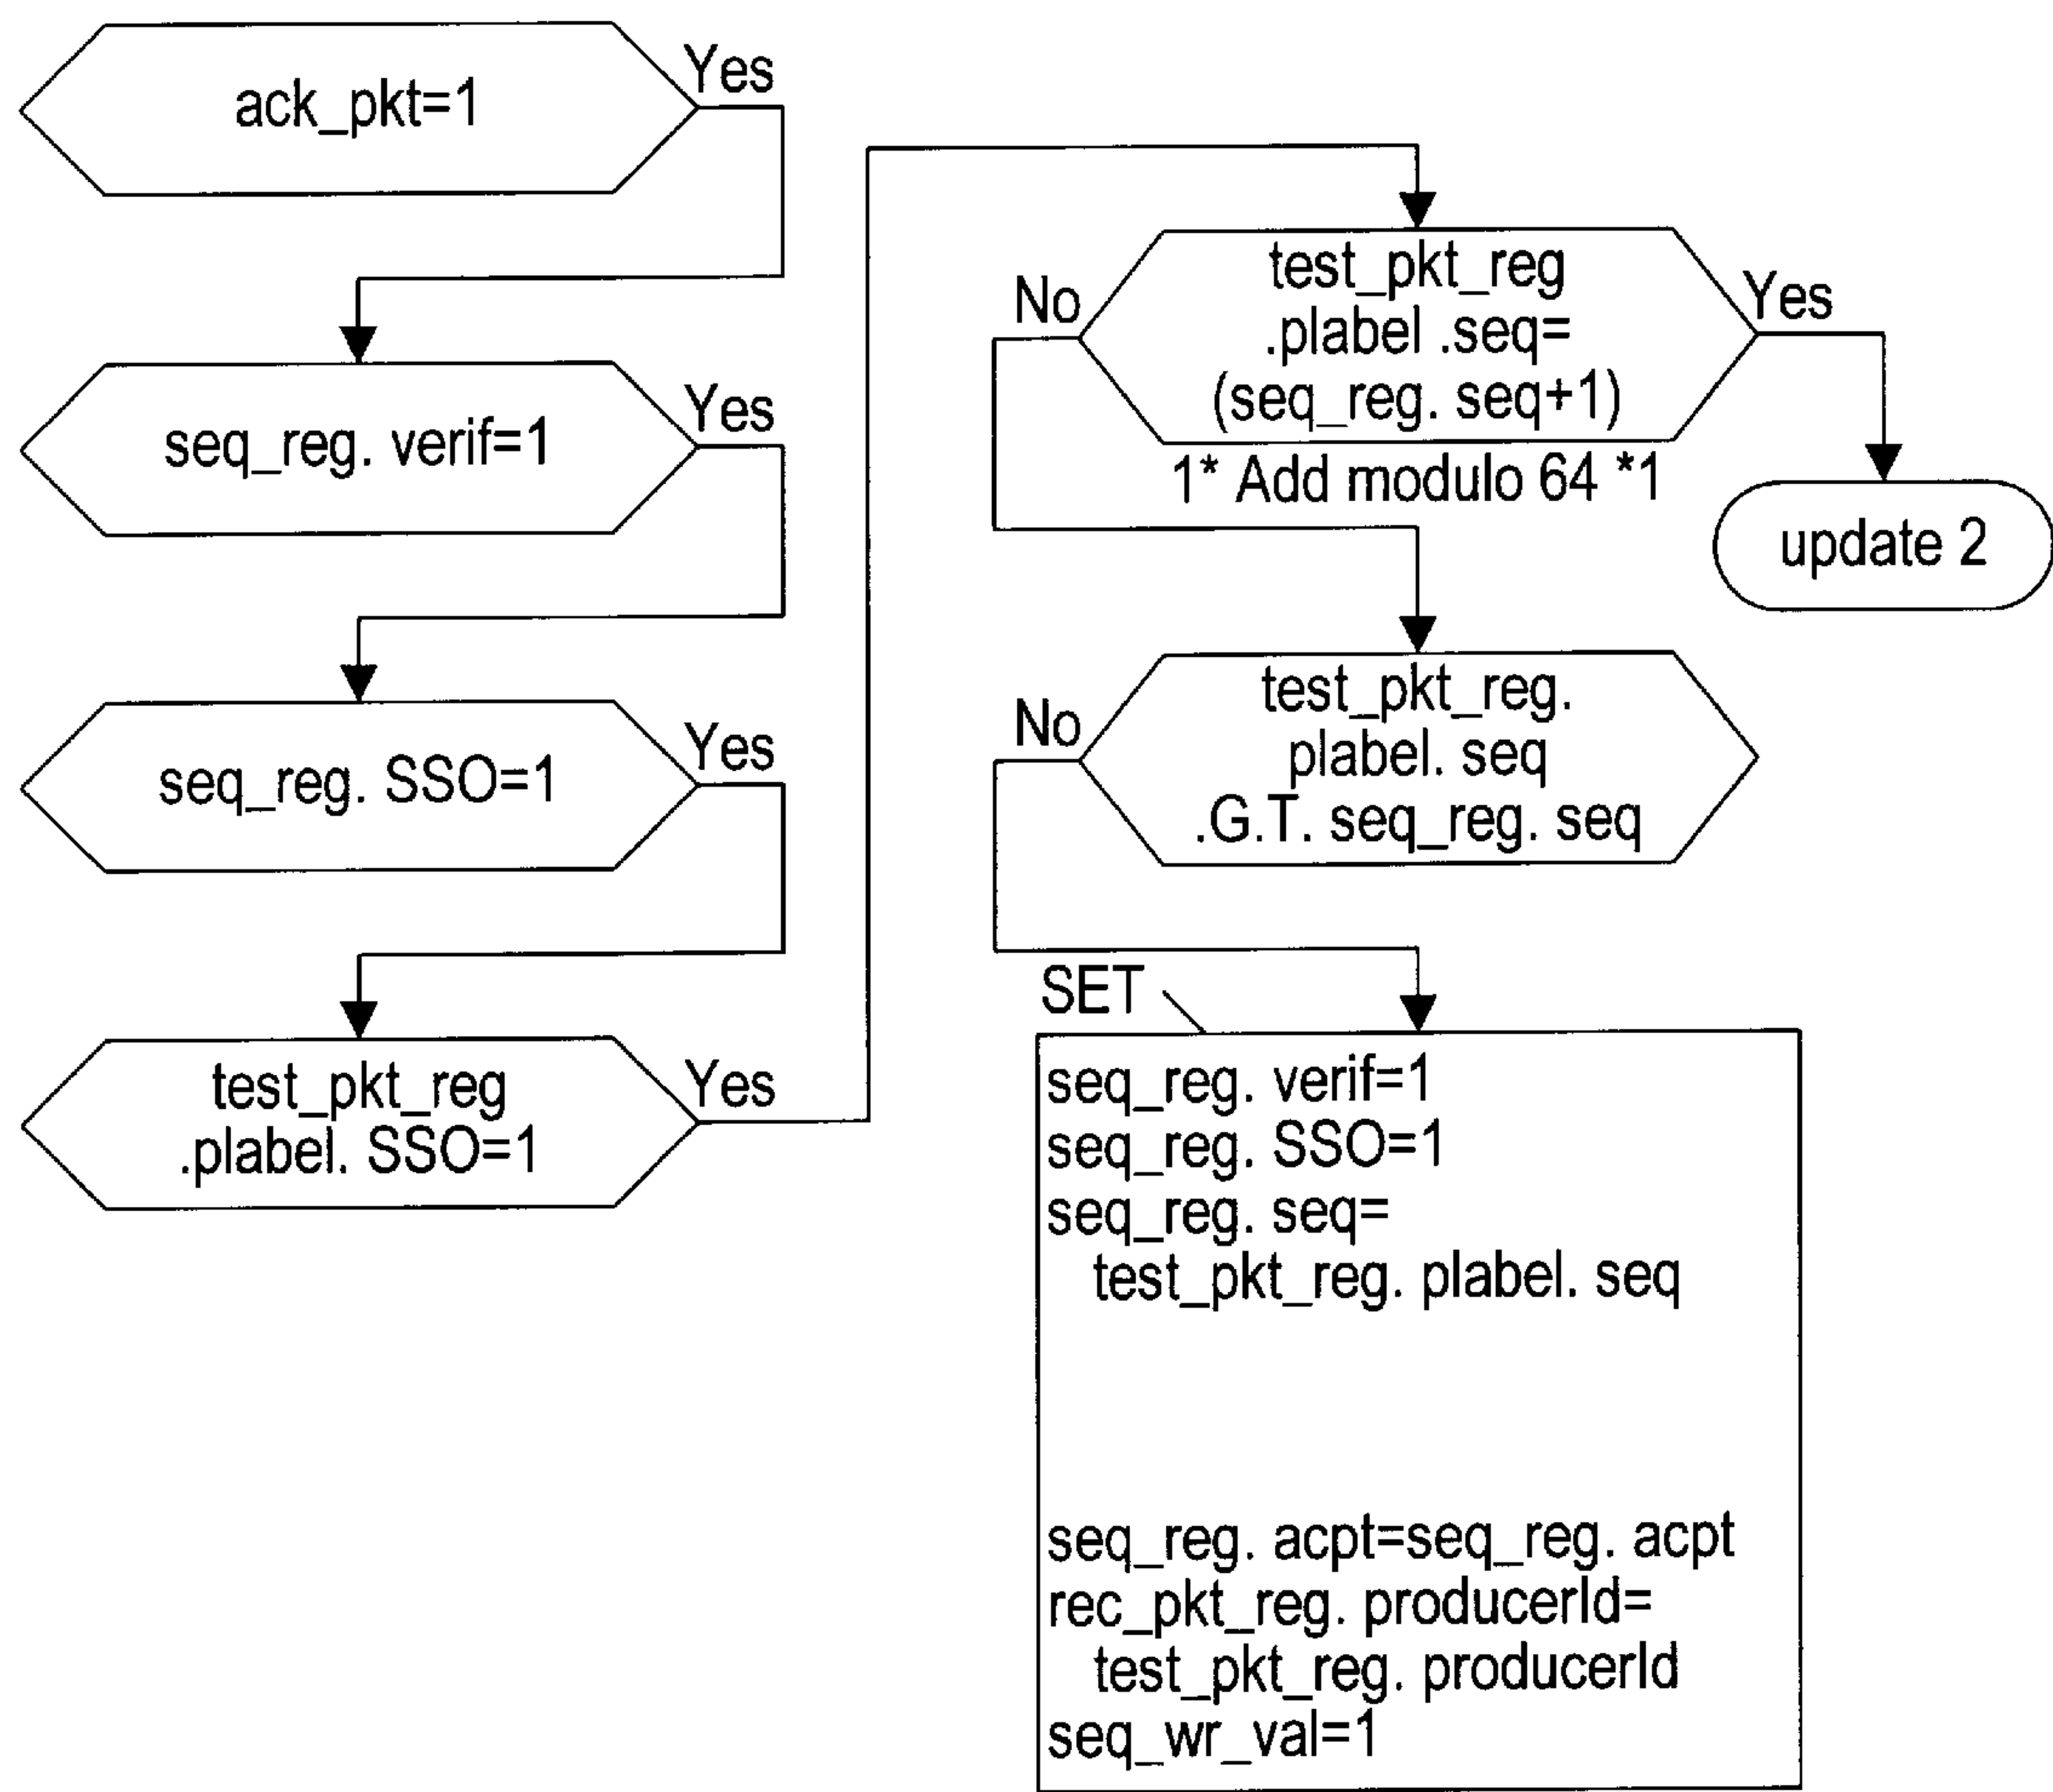 ack_pkt=1
Yes
seq_reg. verif=1
Yes
seq_reg. SSO=1
Yes
test_pkt_reg
.plabel. SSO=1
Yes
test_pkt_reg
.plabel .seq=
(seq_reg. seq+1)
No
Yes
1* Add modulo 64 *1
update 2
test_pkt_reg.
plabel. seq
.G.T. seq_reg. seq
No
SET
seq_reg. verif=1
seq_reg. SSO=1
seq_reg. seq=
test_pkt_reg. plabel. seq
seq_reg. acpt=seq_reg. acpt
rec_pkt_reg. producerId=
test_pkt_reg. producerId
seq_wr_val=1